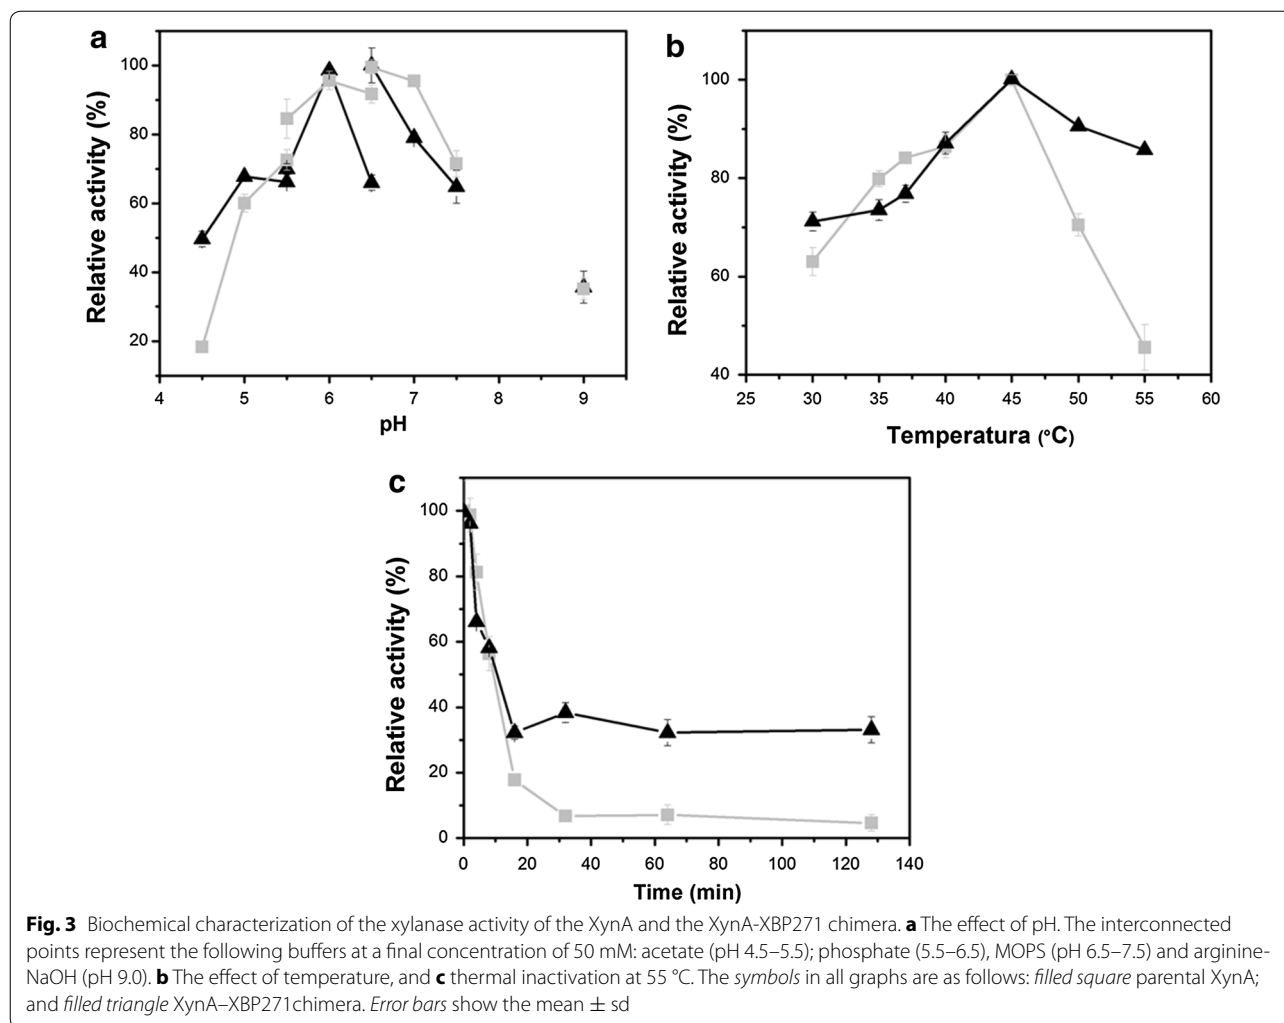 a
Relative activity (%)
100
80
60
40
20
4 5 6 7 8 9
pH
b
Relative activity (%)
100
80
60
40
25 30 35 40 45 50 55 60
Temperatura (°C)
c
Relative activity (%)
100
80
60
40
20
0
0 20 40 60 80 100 120 140
Time (min)
Fig. 3 Biochemical characterization of the xylanase activity of the XynA and the XynA-XBP271 chimera. a The effect of pH. The interconnected
points represent the following buffers at a final concentration of 50 mM: acetate (pH 4.5–5.5); phosphate (5.5–6.5), MOPS (pH 6.5–7.5) and arginine-
NaOH (pH 9.0). b The effect of temperature, and c thermal inactivation at 55 °C. The symbols in all graphs are as follows: filled square parental XynA;
and filled triangle XynA–XBP271chimera. Error bars show the mean ± sd